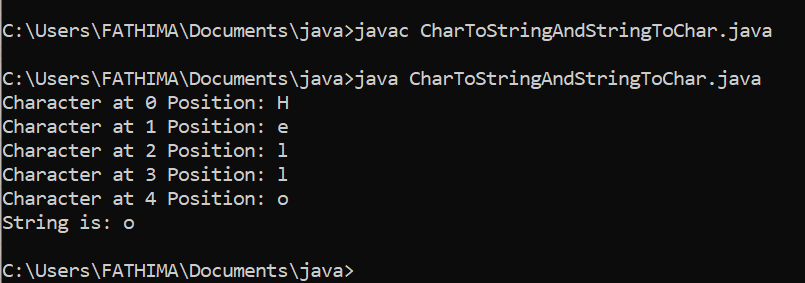 C:\Users\FATHIMA\Documents\java>javac CharToStringAndStringToChar.java
C:\Users\FATHIMA\Documents\java>java CharToStringAndStringToChar.java
Character at 0 Position: H
Character at 1 Position: e
Character at 2 Position: l
Character at 3 Position: l
Character at 4 Position: o
String is: o
C:\Users\FATHIMA\Documents\java>